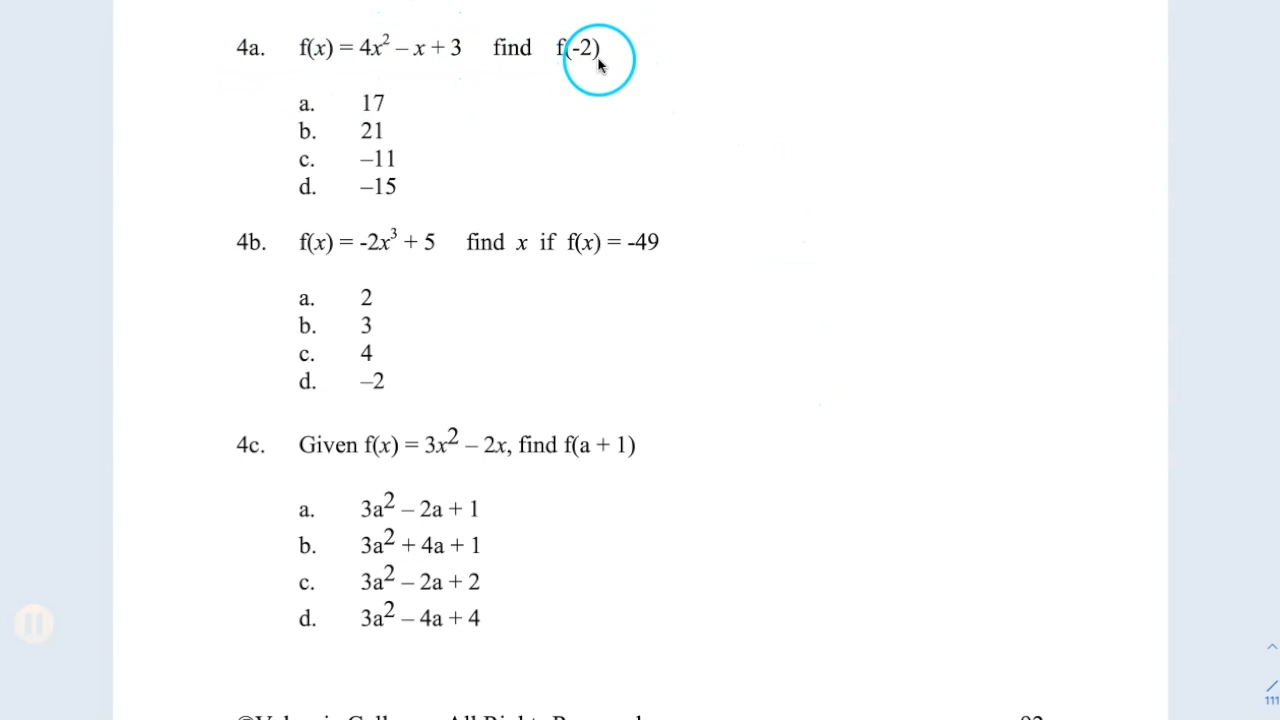 4a. f(x) = 4x² – x + 3 find f(-2)
a. 17
b. 21
c. –11
d. –15
4b. f(x) = -2x³ + 5 find x if f(x) = -49
a. 2
b. 3
c. 4
d. –2
4c. Given f(x) = 3x² – 2x, find f(a + 1)
a. 3a² – 2a + 1
b. 3a² + 4a + 1
c. 3a² – 2a + 2
d. 3a² – 4a + 4
111